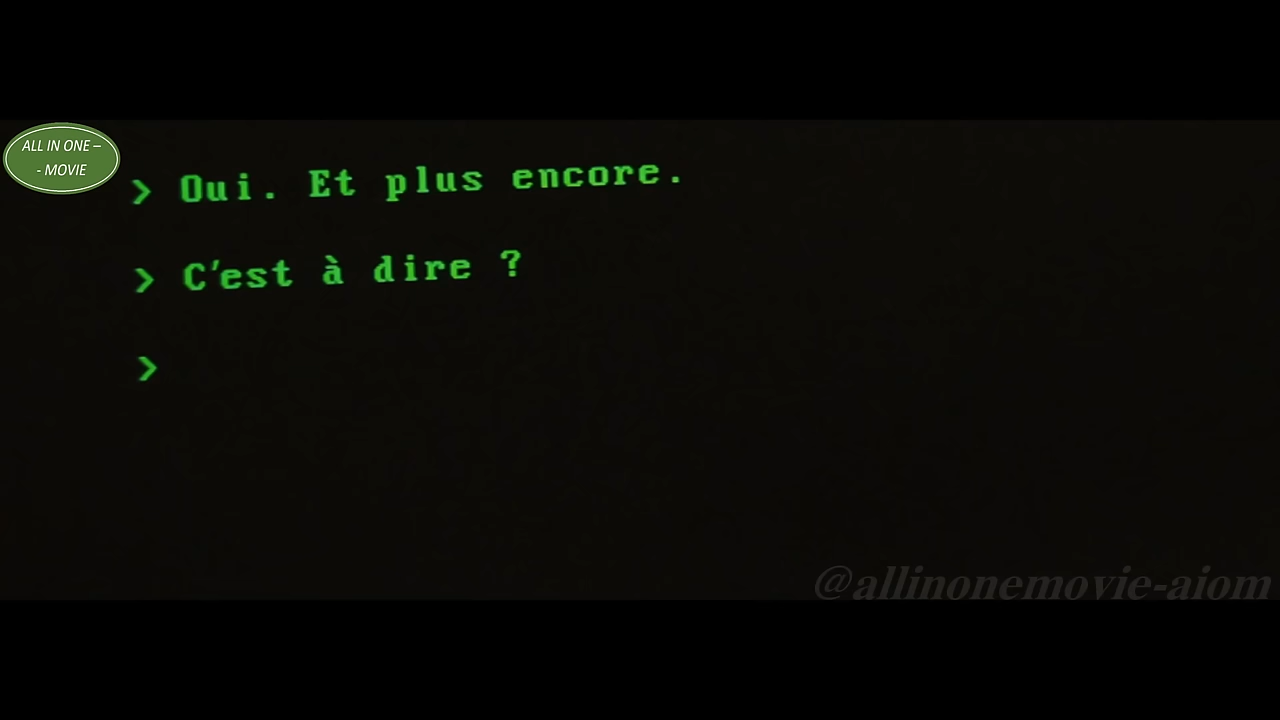 ALL IN ONE –
- MOVIE
> Oui. Et plus encore.
> C'est à dire ?
>
@allinonemovie-aiom